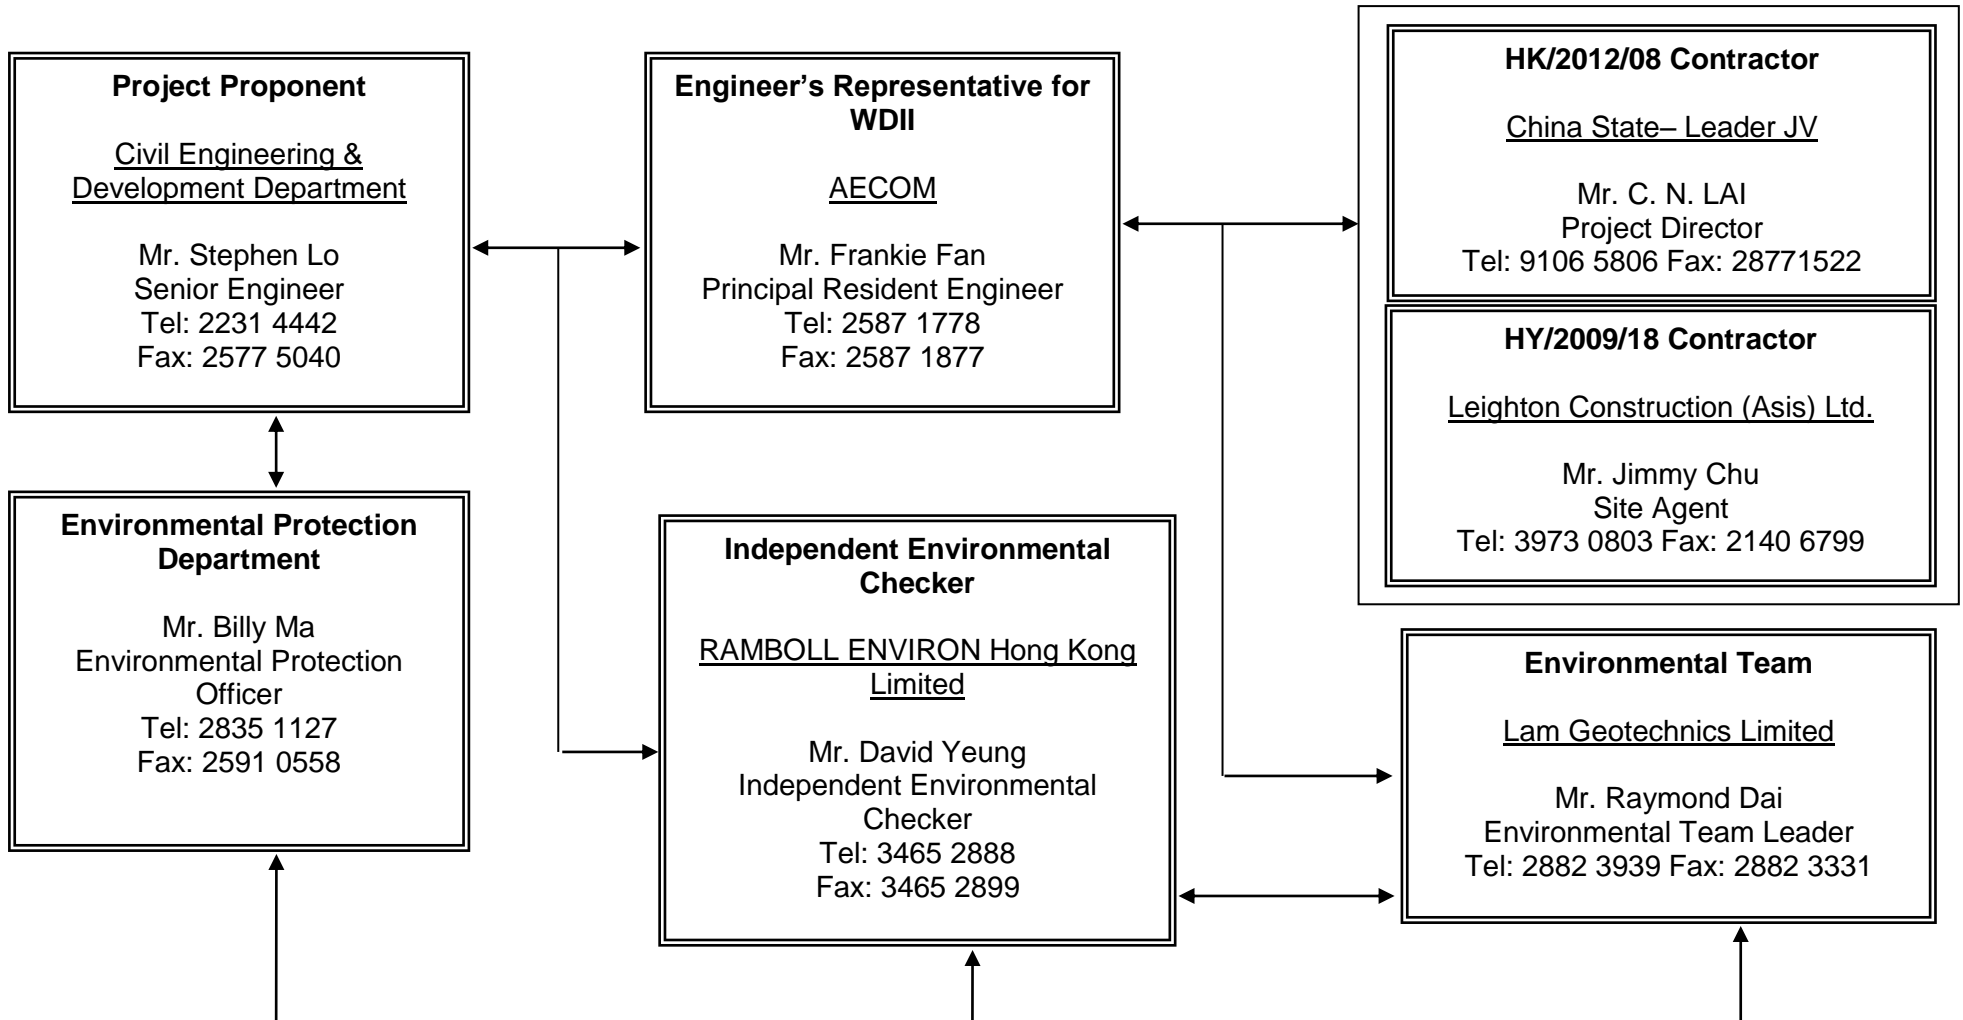 Project Proponent
Civil Engineering &
Development Department
Mr. Stephen Lo
Senior Engineer
Tel: 2231 4442
Fax: 2577 5040
Engineer’s Representative for
WDII
AECOM
Mr. Frankie Fan
Principal Resident Engineer
Tel: 2587 1778
Fax: 2587 1877
HK/2012/08 Contractor
China State– Leader JV
Mr. C. N. LAI
Project Director
Tel: 9106 5806 Fax: 28771522
HY/2009/18 Contractor
Leighton Construction (Asis) Ltd.
Mr. Jimmy Chu
Site Agent
Tel: 3973 0803 Fax: 2140 6799
Environmental Protection
Department
Mr. Billy Ma
Environmental Protection
Officer
Tel: 2835 1127
Fax: 2591 0558
Independent Environmental
Checker
RAMBOLL ENVIRON Hong Kong
Limited
Mr. David Yeung
Independent Environmental
Checker
Tel: 3465 2888
Fax: 3465 2899
Environmental Team
Lam Geotechnics Limited
Mr. Raymond Dai
Environmental Team Leader
Tel: 2882 3939 Fax: 2882 3331